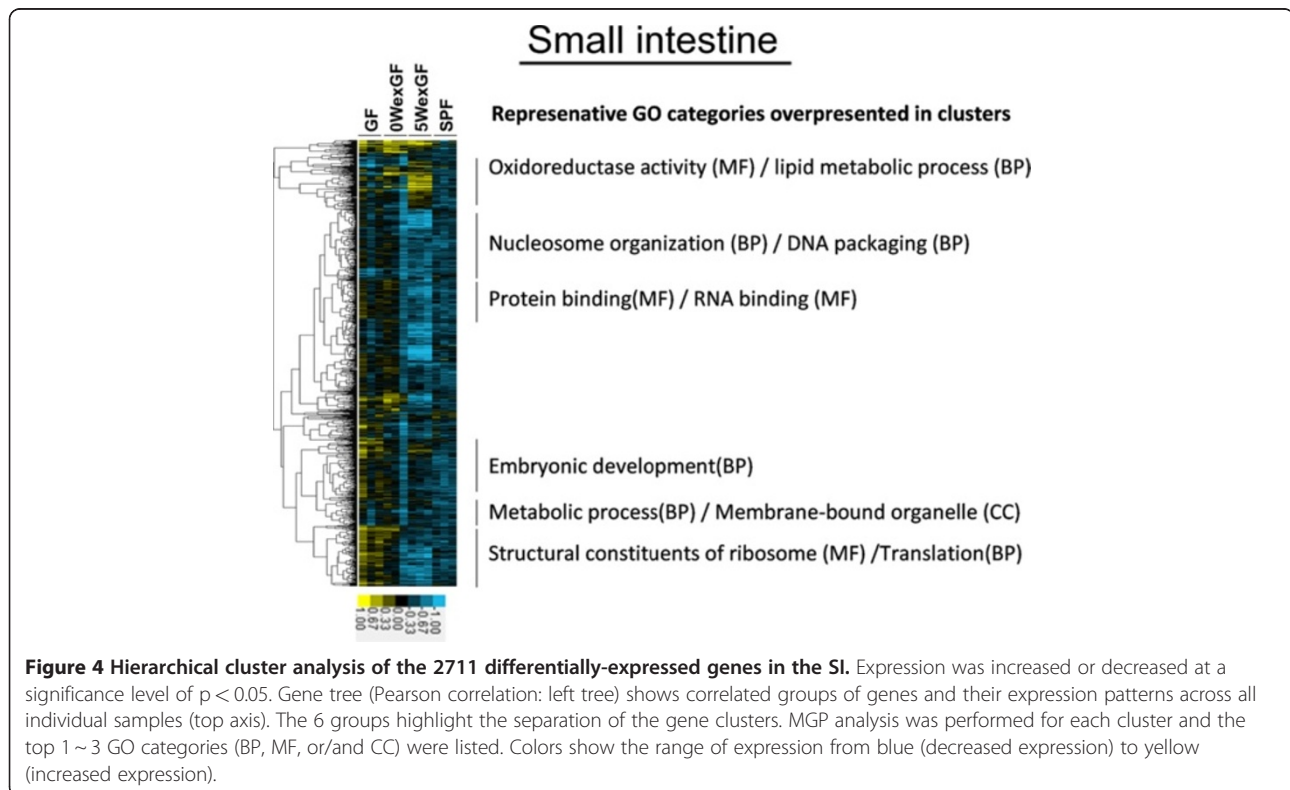 Small intestine
GF
0WexGF
5WexGF
SPF
Represenative GO categories overpresented in clusters
Oxidoreductase activity (MF) / lipid metabolic process (BP)
Nucleosome organization (BP) / DNA packaging (BP)
Protein binding(MF) / RNA binding (MF)
Embryonic development(BP)
Metabolic process(BP) / Membrane-bound organelle (CC)
Structural constituents of ribosome (MF) /Translation(BP)
1.00
0.67
0.33
0.00
-0.33
-0.67
-1.00
Figure 4 Hierarchical cluster analysis of the 2711 differentially-expressed genes in the SI. Expression was increased or decreased at a
significance level of p < 0.05. Gene tree (Pearson correlation: left tree) shows correlated groups of genes and their expression patterns across all
individual samples (top axis). The 6 groups highlight the separation of the gene clusters. MGP analysis was performed for each cluster and the
top 1 ~ 3 GO categories (BP, MF, or/and CC) were listed. Colors show the range of expression from blue (decreased expression) to yellow
(increased expression).